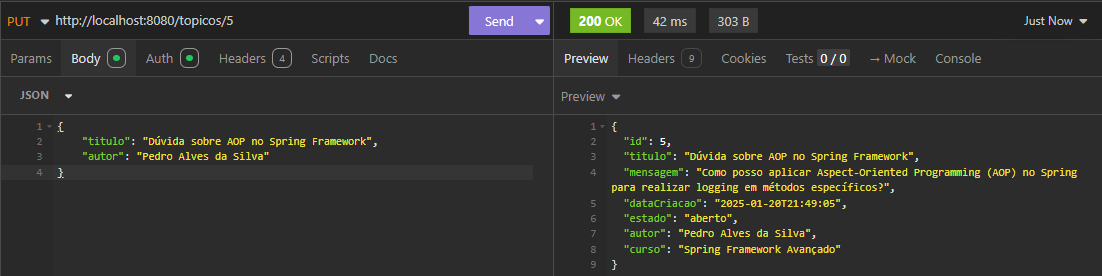 PUT http://localhost:8080/topicos/5 Send
200 OK 42 ms 303 B Just Now
Params Body Auth Headers 4 Scripts Docs
Preview Headers 9 Cookies Tests 0 / 0 → Mock Console
JSON
Preview
1 {
2 "titulo": "Dúvida sobre AOP no Spring Framework",
3 "autor": "Pedro Alves da Silva"
4 }
1 {
2 "id": 5,
3 "titulo": "Dúvida sobre AOP no Spring Framework",
4 "mensagem": "Como posso aplicar Aspect-Oriented Programming (AOP) no Spring
para realizar logging em métodos específicos?",
5 "dataCriacao": "2025-01-20T21:49:05",
6 "estado": "aberto",
7 "autor": "Pedro Alves da Silva",
8 "curso": "Spring Framework Avançado"
9 }